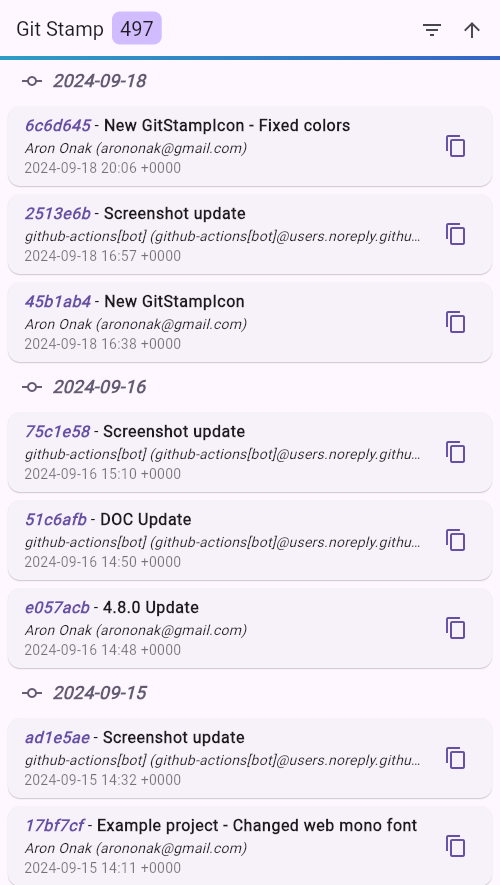 Git Stamp 497
2024-09-18
6c6d645 - New GitStampIcon - Fixed colors
Aron Onak (arononak@gmail.com)
2024-09-18 20:06 +0000
2513e6b - Screenshot update
github-actions[bot] (github-actions[bot]@users.noreply.githu...
2024-09-18 16:57 +0000
45b1ab4 - New GitStampIcon
Aron Onak (arononak@gmail.com)
2024-09-18 16:38 +0000
2024-09-16
75c1e58 - Screenshot update
github-actions[bot] (github-actions[bot]@users.noreply.githu...
2024-09-16 15:10 +0000
51c6afb - DOC Update
github-actions[bot] (github-actions[bot]@users.noreply.githu...
2024-09-16 14:50 +0000
e057acb - 4.8.0 Update
Aron Onak (arononak@gmail.com)
2024-09-16 14:48 +0000
2024-09-15
ad1e5ae - Screenshot update
github-actions[bot] (github-actions[bot]@users.noreply.githu...
2024-09-15 14:32 +0000
17bf7cf - Example project - Changed web mono font
Aron Onak (arononak@gmail.com)
2024-09-15 14:11 +0000